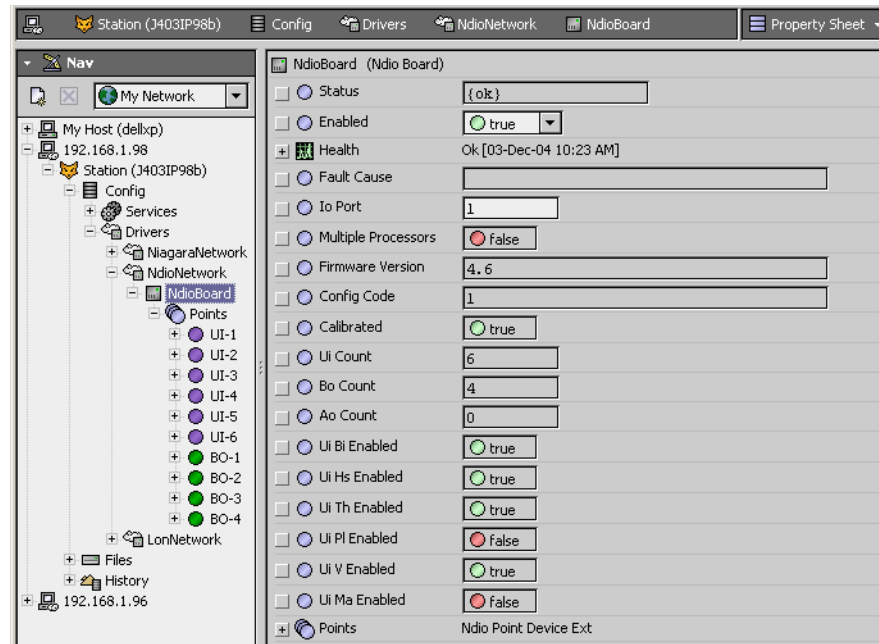 Station (J403IP98b) Config Drivers NdioNetwork NdioBoard Property Sheet
Nav
My Network
My Host (dellxp)
192.168.1.98
Station (J403IP98b)
Config
Services
Drivers
NiagaraNetwork
NdioNetwork
NdioBoard
Points
UI-1
UI-2
UI-3
UI-4
UI-5
UI-6
BO-1
BO-2
BO-3
BO-4
LonNetwork
Files
History
192.168.1.96
NdioBoard (Ndio Board)
Status {ok}
Enabled true
Health Ok [03-Dec-04 10:23 AM]
Fault Cause
Io Port 1
Multiple Processors false
Firmware Version 4.6
Config Code 1
Calibrated true
Ui Count 6
Bo Count 4
Ao Count 0
Ui Bi Enabled true
Ui Hs Enabled true
Ui Th Enabled true
Ui Pl Enabled false
Ui V Enabled true
Ui Ma Enabled false
Points Ndio Point Device Ext